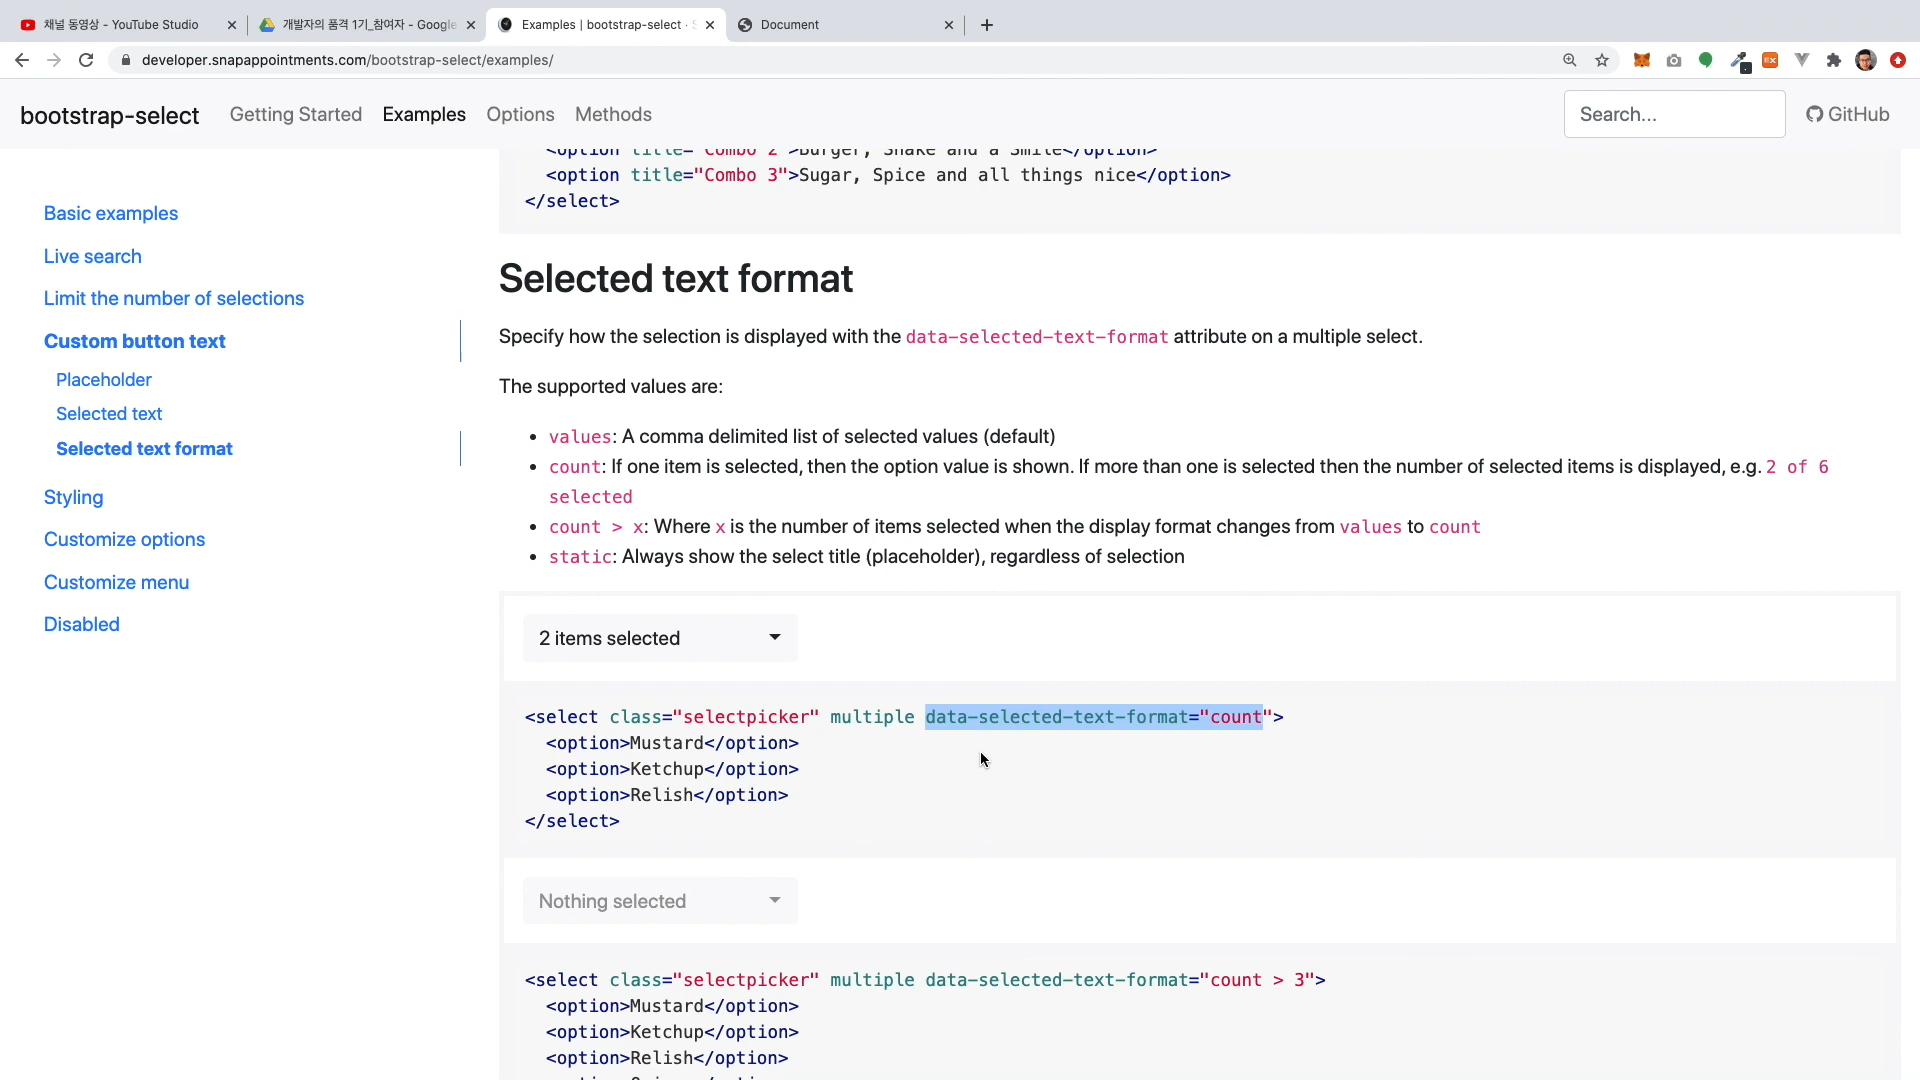 채널 동영상 - YouTube Studio
개발자의 품격 1기_참여자 - Google
Examples | bootstrap-select ·
Document
developer.snapappointments.com/bootstrap-select/examples/
bootstrap-select Getting Started Examples Options Methods Search... GitHub
<option title="Combo 2">Burger, Shake and a Smile</option>
<option title="Combo 3">Sugar, Spice and all things nice</option>
</select>
Basic examples
Live search
Limit the number of selections
Custom button text
Placeholder
Selected text
Selected text format
Styling
Customize options
Customize menu
Disabled
Selected text format
Specify how the selection is displayed with the data-selected-text-format attribute on a multiple select.
The supported values are:
• values: A comma delimited list of selected values (default)
• count: If one item is selected, then the option value is shown. If more than one is selected then the number of selected items is displayed, e.g. 2 of 6
selected
• count > x: Where x is the number of items selected when the display format changes from values to count
• static: Always show the select title (placeholder), regardless of selection
2 items selected
<select class="selectpicker" multiple data-selected-text-format="count">
<option>Mustard</option>
<option>Ketchup</option>
<option>Relish</option>
</select>
Nothing selected
<select class="selectpicker" multiple data-selected-text-format="count > 3">
<option>Mustard</option>
<option>Ketchup</option>
<option>Relish</option>